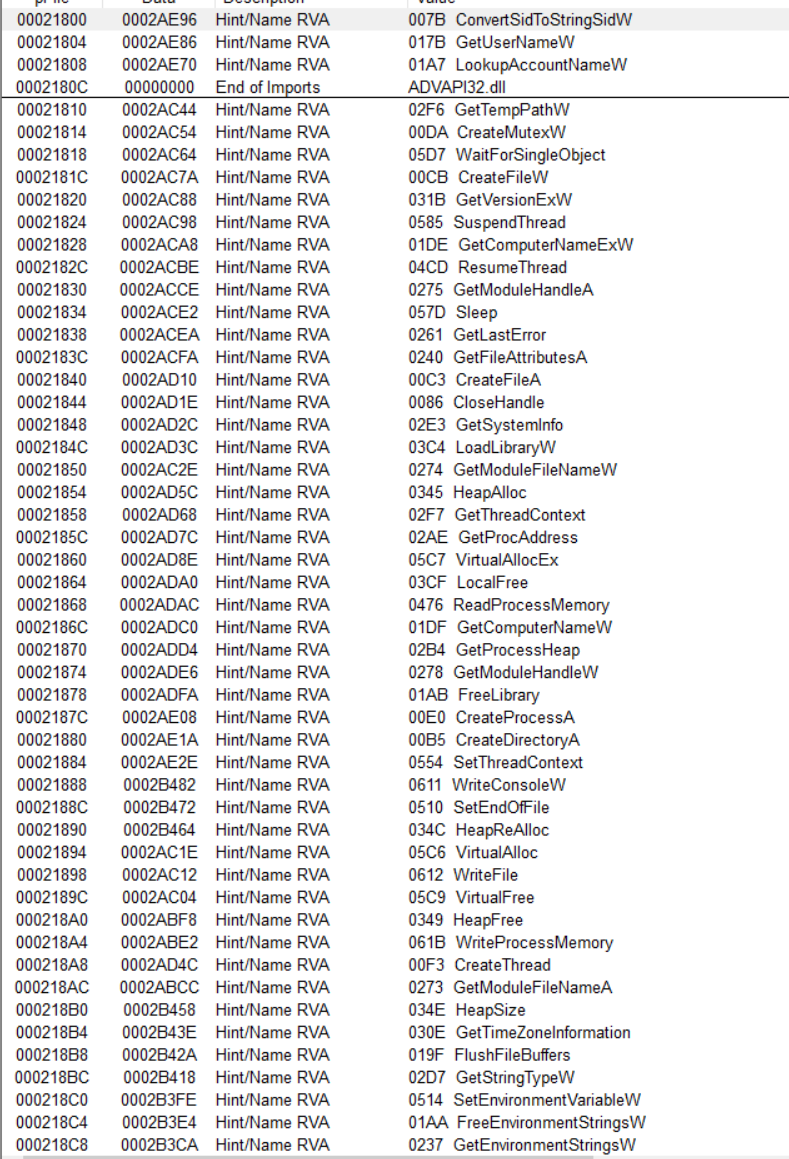 pFile Data Description Value
00021800 0002AE96 Hint/Name RVA 007B ConvertSidToStringSidW
00021804 0002AE86 Hint/Name RVA 017B GetUserNameW
00021808 0002AE70 Hint/Name RVA 01A7 LookupAccountNameW
0002180C 00000000 End of Imports ADVAPI32.dll
00021810 0002AC44 Hint/Name RVA 02F6 GetTempPathW
00021814 0002AC54 Hint/Name RVA 00DA CreateMutexW
00021818 0002AC64 Hint/Name RVA 05D7 WaitForSingleObject
0002181C 0002AC7A Hint/Name RVA 00CB CreateFileW
00021820 0002AC88 Hint/Name RVA 031B GetVersionExW
00021824 0002AC98 Hint/Name RVA 0585 SuspendThread
00021828 0002ACA8 Hint/Name RVA 01DE GetComputerNameExW
0002182C 0002ACBE Hint/Name RVA 04CD ResumeThread
00021830 0002ACCE Hint/Name RVA 0275 GetModuleHandleA
00021834 0002ACE2 Hint/Name RVA 057D Sleep
00021838 0002ACEA Hint/Name RVA 0261 GetLastError
0002183C 0002ACFA Hint/Name RVA 0240 GetFileAttributesA
00021840 0002AD10 Hint/Name RVA 00C3 CreateFileA
00021844 0002AD1E Hint/Name RVA 0086 CloseHandle
00021848 0002AD2C Hint/Name RVA 02E3 GetSystemInfo
0002184C 0002AD3C Hint/Name RVA 03C4 LoadLibraryW
00021850 0002AC2E Hint/Name RVA 0274 GetModuleFileNameW
00021854 0002AD5C Hint/Name RVA 0345 HeapAlloc
00021858 0002AD68 Hint/Name RVA 02F7 GetThreadContext
0002185C 0002AD7C Hint/Name RVA 02AE GetProcAddress
00021860 0002AD8E Hint/Name RVA 05C7 VirtualAllocEx
00021864 0002ADA0 Hint/Name RVA 03CF LocalFree
00021868 0002ADAC Hint/Name RVA 0476 ReadProcessMemory
0002186C 0002ADC0 Hint/Name RVA 01DF GetComputerNameW
00021870 0002ADD4 Hint/Name RVA 02B4 GetProcessHeap
00021874 0002ADE6 Hint/Name RVA 0278 GetModuleHandleW
00021878 0002ADFA Hint/Name RVA 01AB FreeLibrary
0002187C 0002AE08 Hint/Name RVA 00E0 CreateProcessA
00021880 0002AE1A Hint/Name RVA 00B5 CreateDirectoryA
00021884 0002AE2E Hint/Name RVA 0554 SetThreadContext
00021888 0002B482 Hint/Name RVA 0611 WriteConsoleW
0002188C 0002B472 Hint/Name RVA 0510 SetEndOfFile
00021890 0002B464 Hint/Name RVA 034C HeapReAlloc
00021894 0002AC1E Hint/Name RVA 05C6 VirtualAlloc
00021898 0002AC12 Hint/Name RVA 0612 WriteFile
0002189C 0002AC04 Hint/Name RVA 05C9 VirtualFree
000218A0 0002ABF8 Hint/Name RVA 0349 HeapFree
000218A4 0002ABE2 Hint/Name RVA 061B WriteProcessMemory
000218A8 0002AD4C Hint/Name RVA 00F3 CreateThread
000218AC 0002ABCC Hint/Name RVA 0273 GetModuleFileNameA
000218B0 0002B458 Hint/Name RVA 034E HeapSize
000218B4 0002B43E Hint/Name RVA 030E GetTimeZoneInformation
000218B8 0002B42A Hint/Name RVA 019F FlushFileBuffers
000218BC 0002B418 Hint/Name RVA 02D7 GetStringTypeW
000218C0 0002B3FE Hint/Name RVA 0514 SetEnvironmentVariableW
000218C4 0002B3E4 Hint/Name RVA 01AA FreeEnvironmentStringsW
000218C8 0002B3CA Hint/Name RVA 0237 GetEnvironmentStringsW